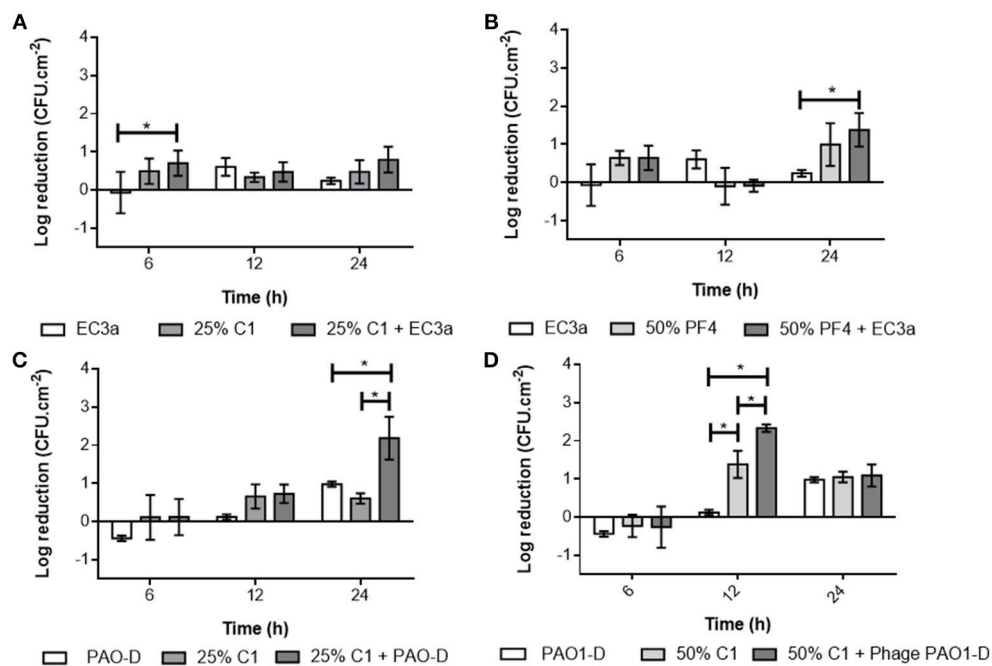 A
Log reduction (CFU.cm-2)
4
3
2
1
0
-1
*
6 12 24
Time (h)
EC3a 25% C1 25% C1 + EC3a
B
Log reduction (CFU.cm-2)
4
3
2
1
0
-1
*
6 12 24
Time (h)
EC3a 50% PF4 50% PF4 + EC3a
C
Log reduction (CFU.cm-2)
4
3
2
1
0
-1
*
*
6 12 24
Time (h)
PAO-D 25% C1 25% C1 + PAO-D
D
Log reduction (CFU.cm-2)
4
3
2
1
0
-1
*
*
*
6 12 24
Time (h)
PAO1-D 50% C1 50% C1 + Phage PAO1-D